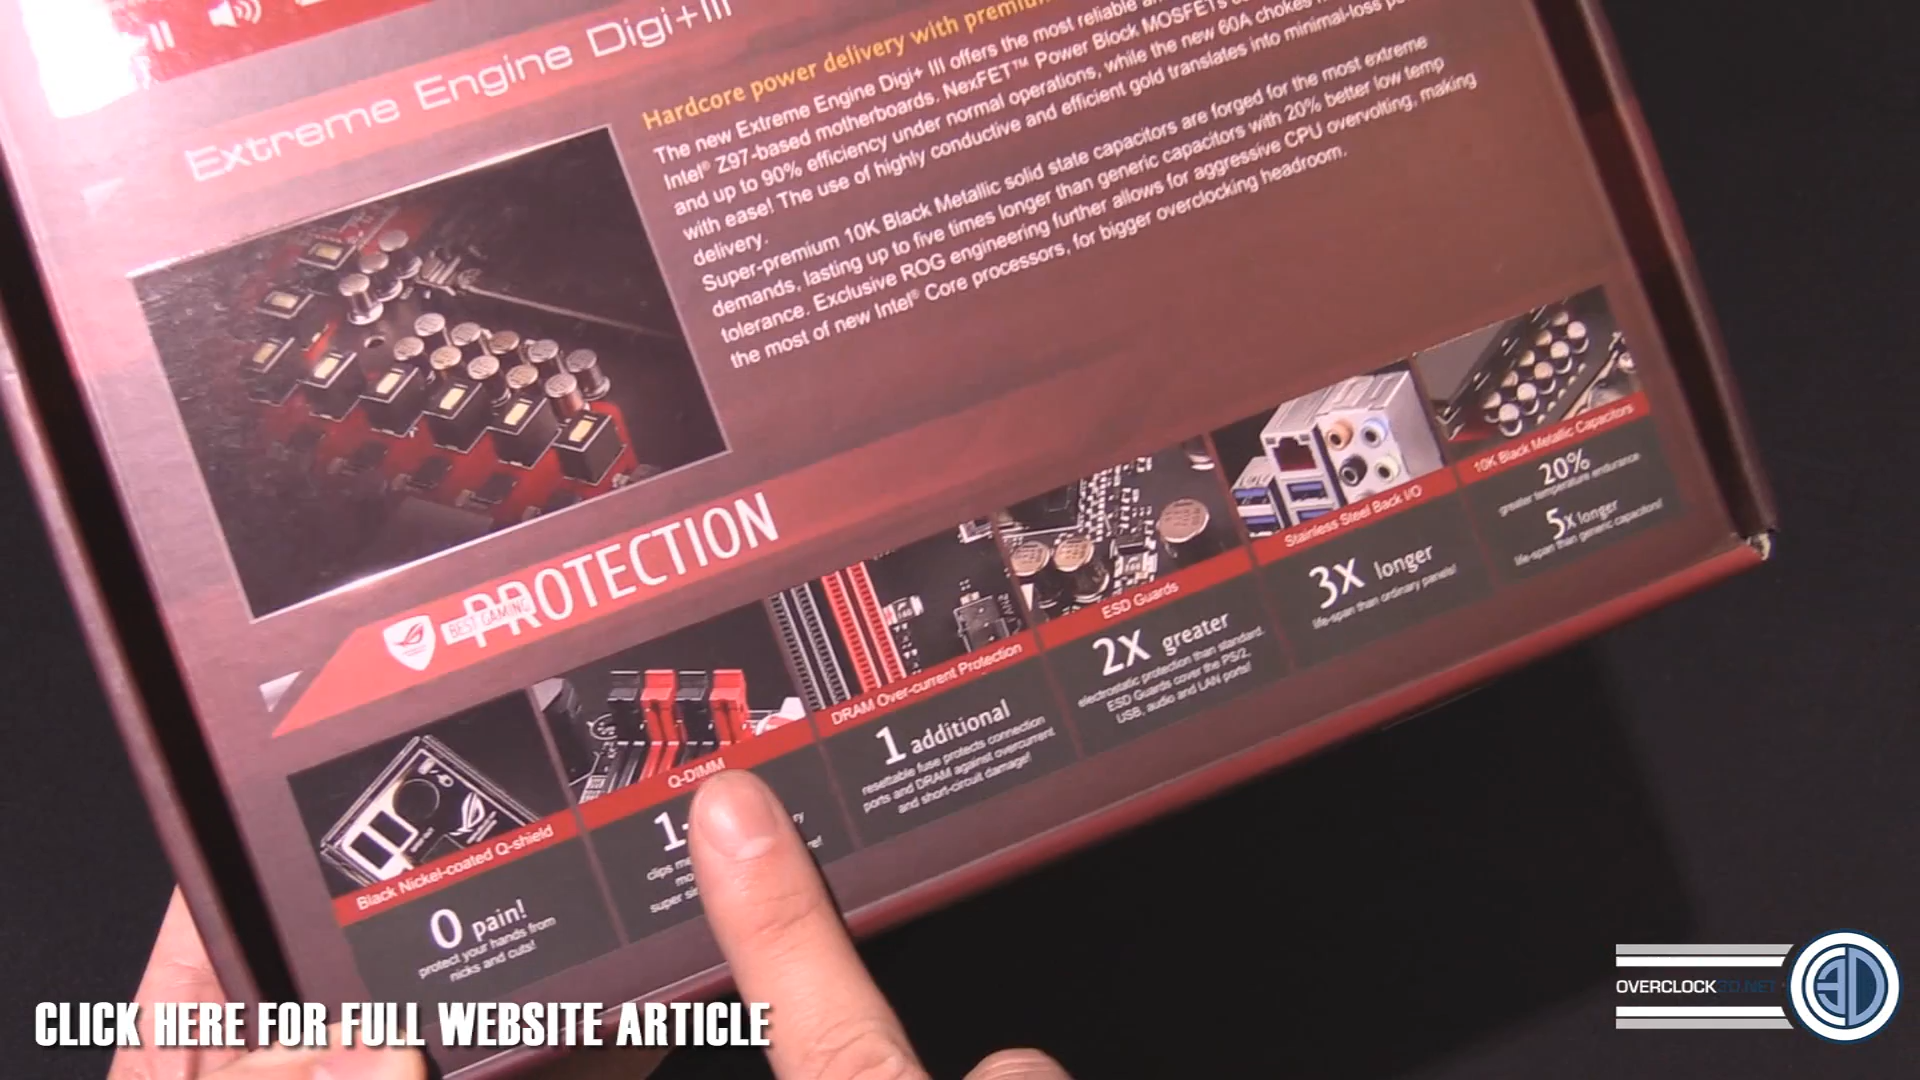 Extreme Engine Digi+III
Hardcore power delivery with premium
The new Extreme Engine Digi+ III offers the most reliable
Intel® Z97-based motherboards. NexFET™ Power Block MOSFETs
and up to 90% efficiency under normal operations, while the new 60A chokes
with ease! The use of highly conductive and efficient gold translates into minimal-loss
delivery.
Super-premium 10K Black Metallic solid state capacitors are forged for the most extreme
demands, lasting up to five times longer than generic capacitors with 20% better low temp
tolerance. Exclusive ROG engineering further allows for aggressive CPU overvolting, making
the most of new Intel® Core processors, for bigger overclocking headroom.
BEST GAMING
PROTECTION
Black Nickel-coated Q-shield
0 pain!
protect your hands from
nicks and cuts!
Q-DIMM
1-
clips
super
DRAM Over-current Protection
1 additional
resettable fuse protects connection
ports and DRAM against overcurrent
and short-circuit damage!
ESD Guards
2X greater
electrostatic protection than standard.
ESD Guards cover the PS/2,
USB, audio and LAN ports!
Stainless Steel Back I/O
3X longer
life-span than ordinary panels!
10K Black Metallic Capacitors
20%
greater temperature endurance
5x longer
life-span than generic capacitors!
CLICK HERE FOR FULL WEBSITE ARTICLE
OVERCLOCK3D.NET
3D